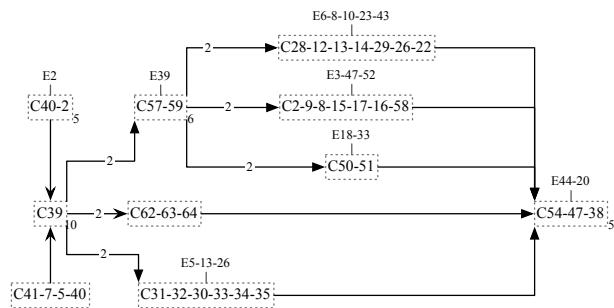 E6-8-10-23-43
2
C28-12-13-14-29-26-22
E2
E39
E3-47-52
C40-2
5
C57-59
6
2
C2-9-8-15-17-16-58
E18-33
2
2
C50-51
E44-20
C39
10
2
C62-63-64
C54-47-38
5
2
E5-13-26
C41-7-5-40
C31-32-30-33-34-35